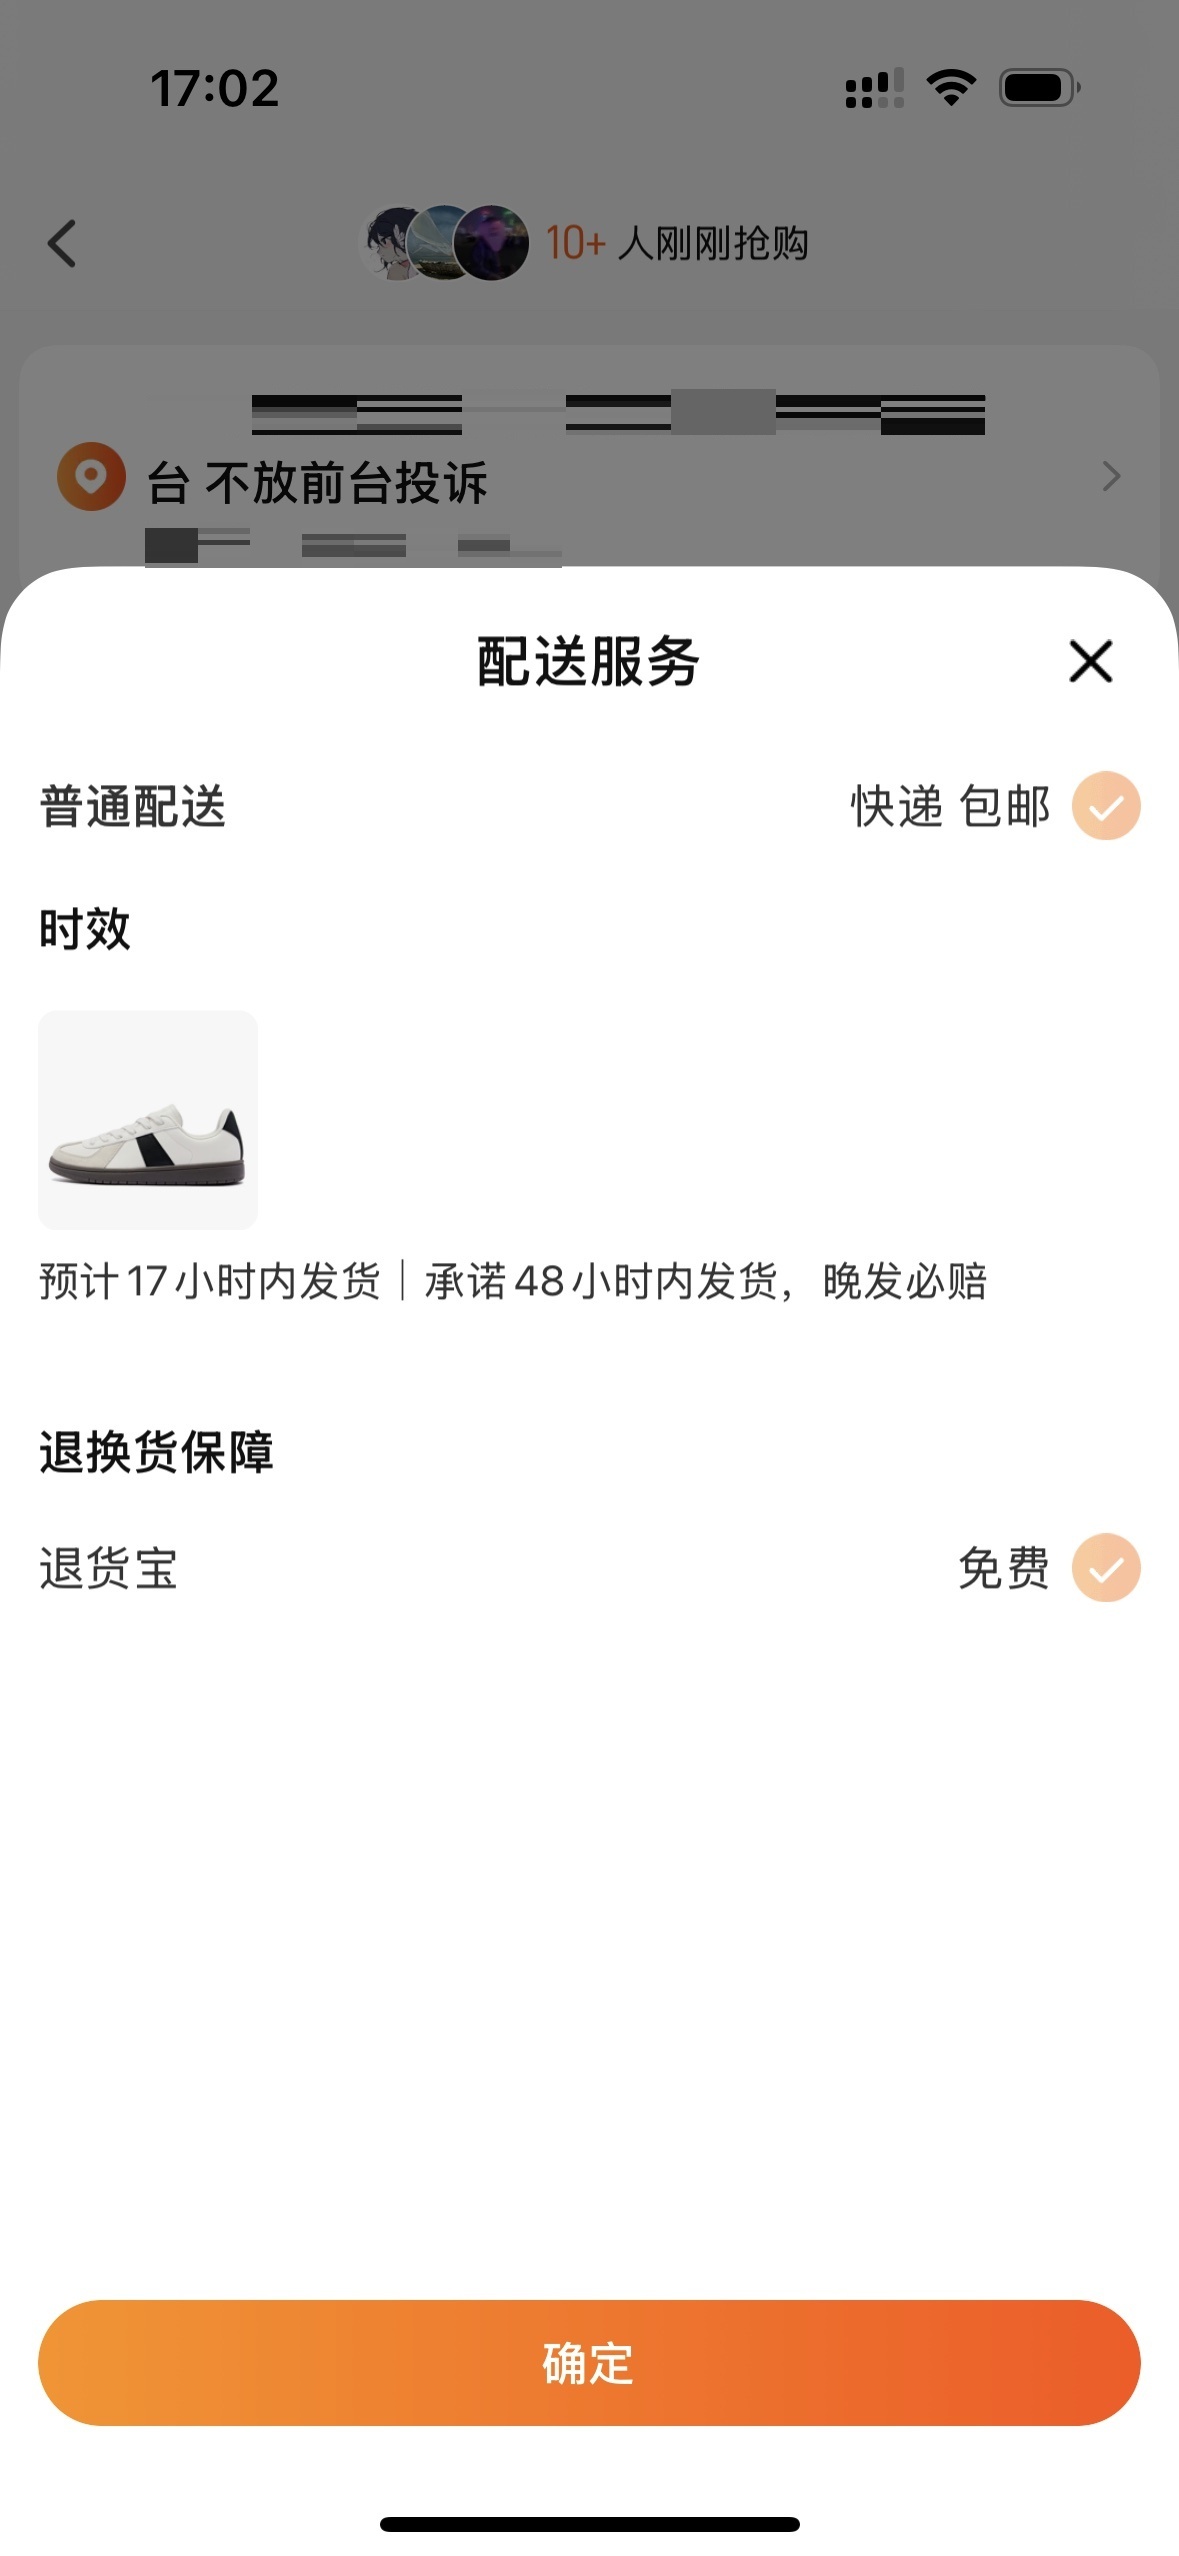 17:02
10+ 人刚刚抢购
台 不放前台投诉
配送服务
普通配送
快递 包邮
时效
预计17小时内发货｜承诺48小时内发货，晚发必赔
退换货保障
退货宝
免费
确定